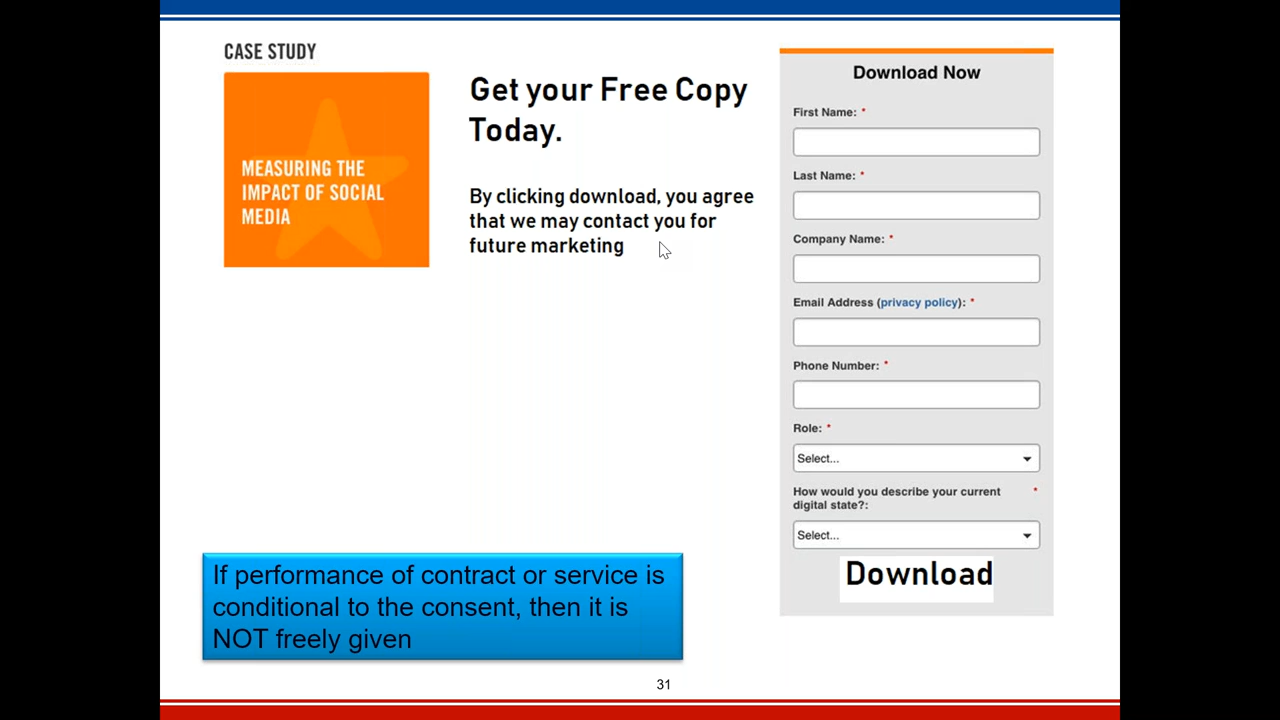 CASE STUDY
MEASURING THE
IMPACT OF SOCIAL
MEDIA
Get your Free Copy
Today.
By clicking download, you agree
that we may contact you for
future marketing
Download Now
First Name: *
Last Name: *
Company Name: *
Email Address (privacy policy): *
Phone Number: *
Role: *
Select...
How would you describe your current *
digital state?:
Select...
Download
If performance of contract or service is
conditional to the consent, then it is
NOT freely given
31